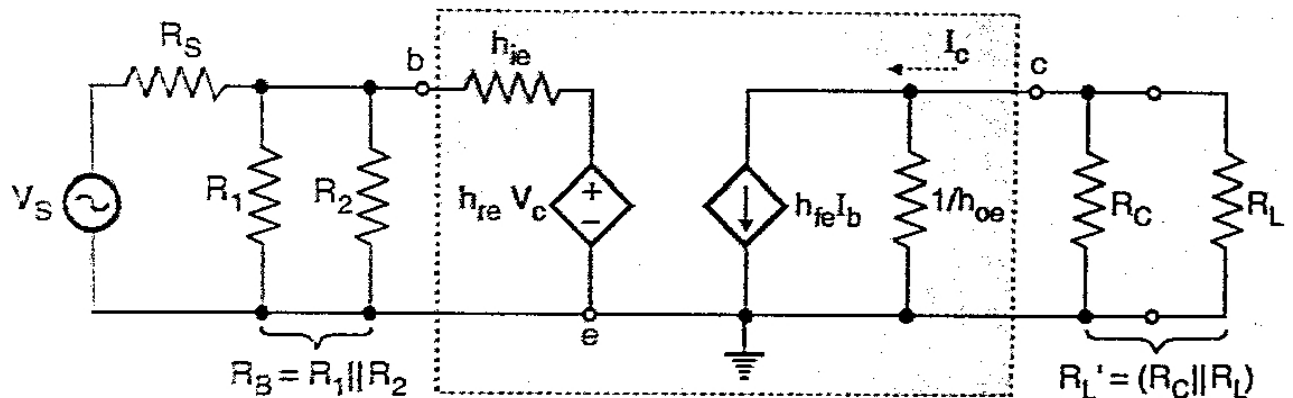 R_S
b
h_ie
I_c
c
V_S
R_1
R_2
h_re V_c
+
−
h_fe I_b
1/h_oe
R_C
R_L
e
R_B = R_1||R_2
R_L' = (R_C||R_L)